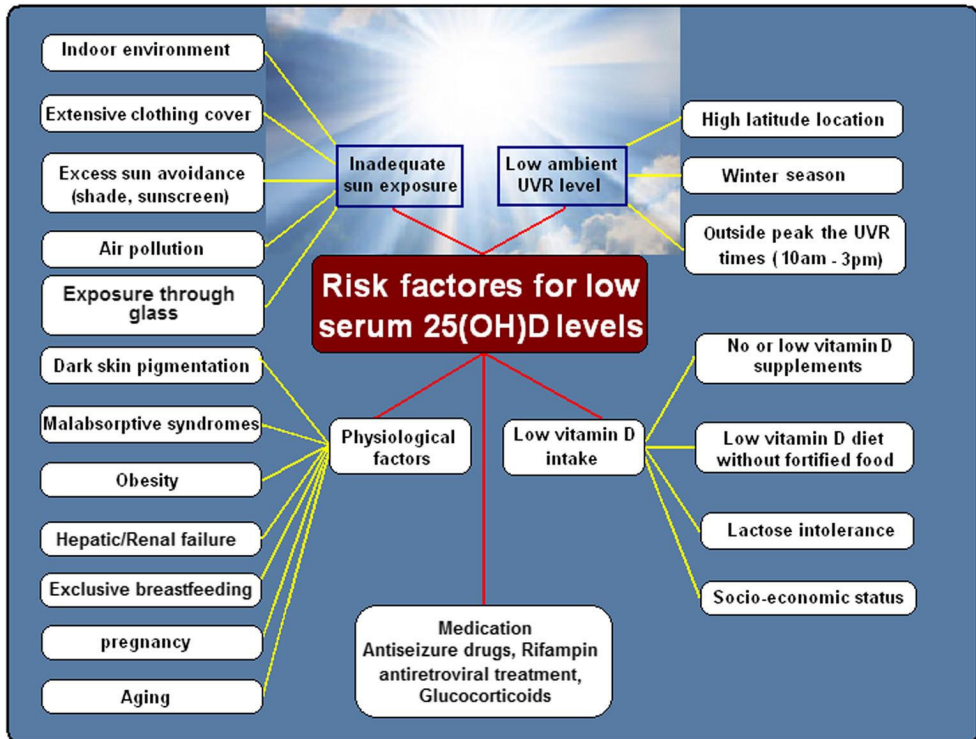 Indoor environment
Extensive clothing cover
Excess sun avoidance
(shade, sunscreen)
Air pollution
Exposure through
glass
Inadequate
sun exposure
Low ambient
UVR level
High latitude location
Winter season
Outside peak the UVR
times (10am - 3pm)
Risk factores for low
serum 25(OH)D levels
Dark skin pigmentation
Malabsorptive syndromes
Obesity
Hepatic/Renal failure
Exclusive breastfeeding
pregnancy
Aging
Physiological
factors
Low vitamin D
intake
No or low vitamin D
supplements
Low vitamin D diet
without fortified food
Lactose intolerance
Socio-economic status
Medication
Antiseizure drugs, Rifampin
antiretroviral treatment,
Glucocorticoids